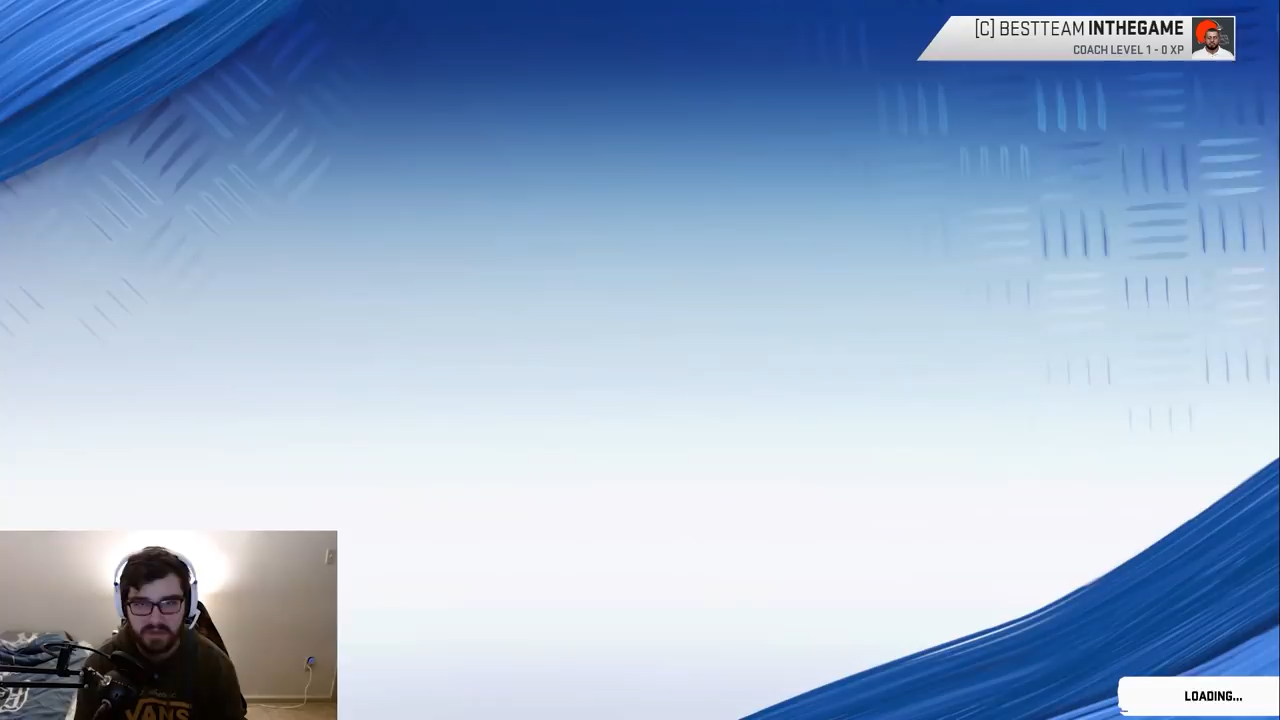 [C] BESTTEAM INTHEGAME
COACH LEVEL 1 - 0 XP
VANS
LOADING...